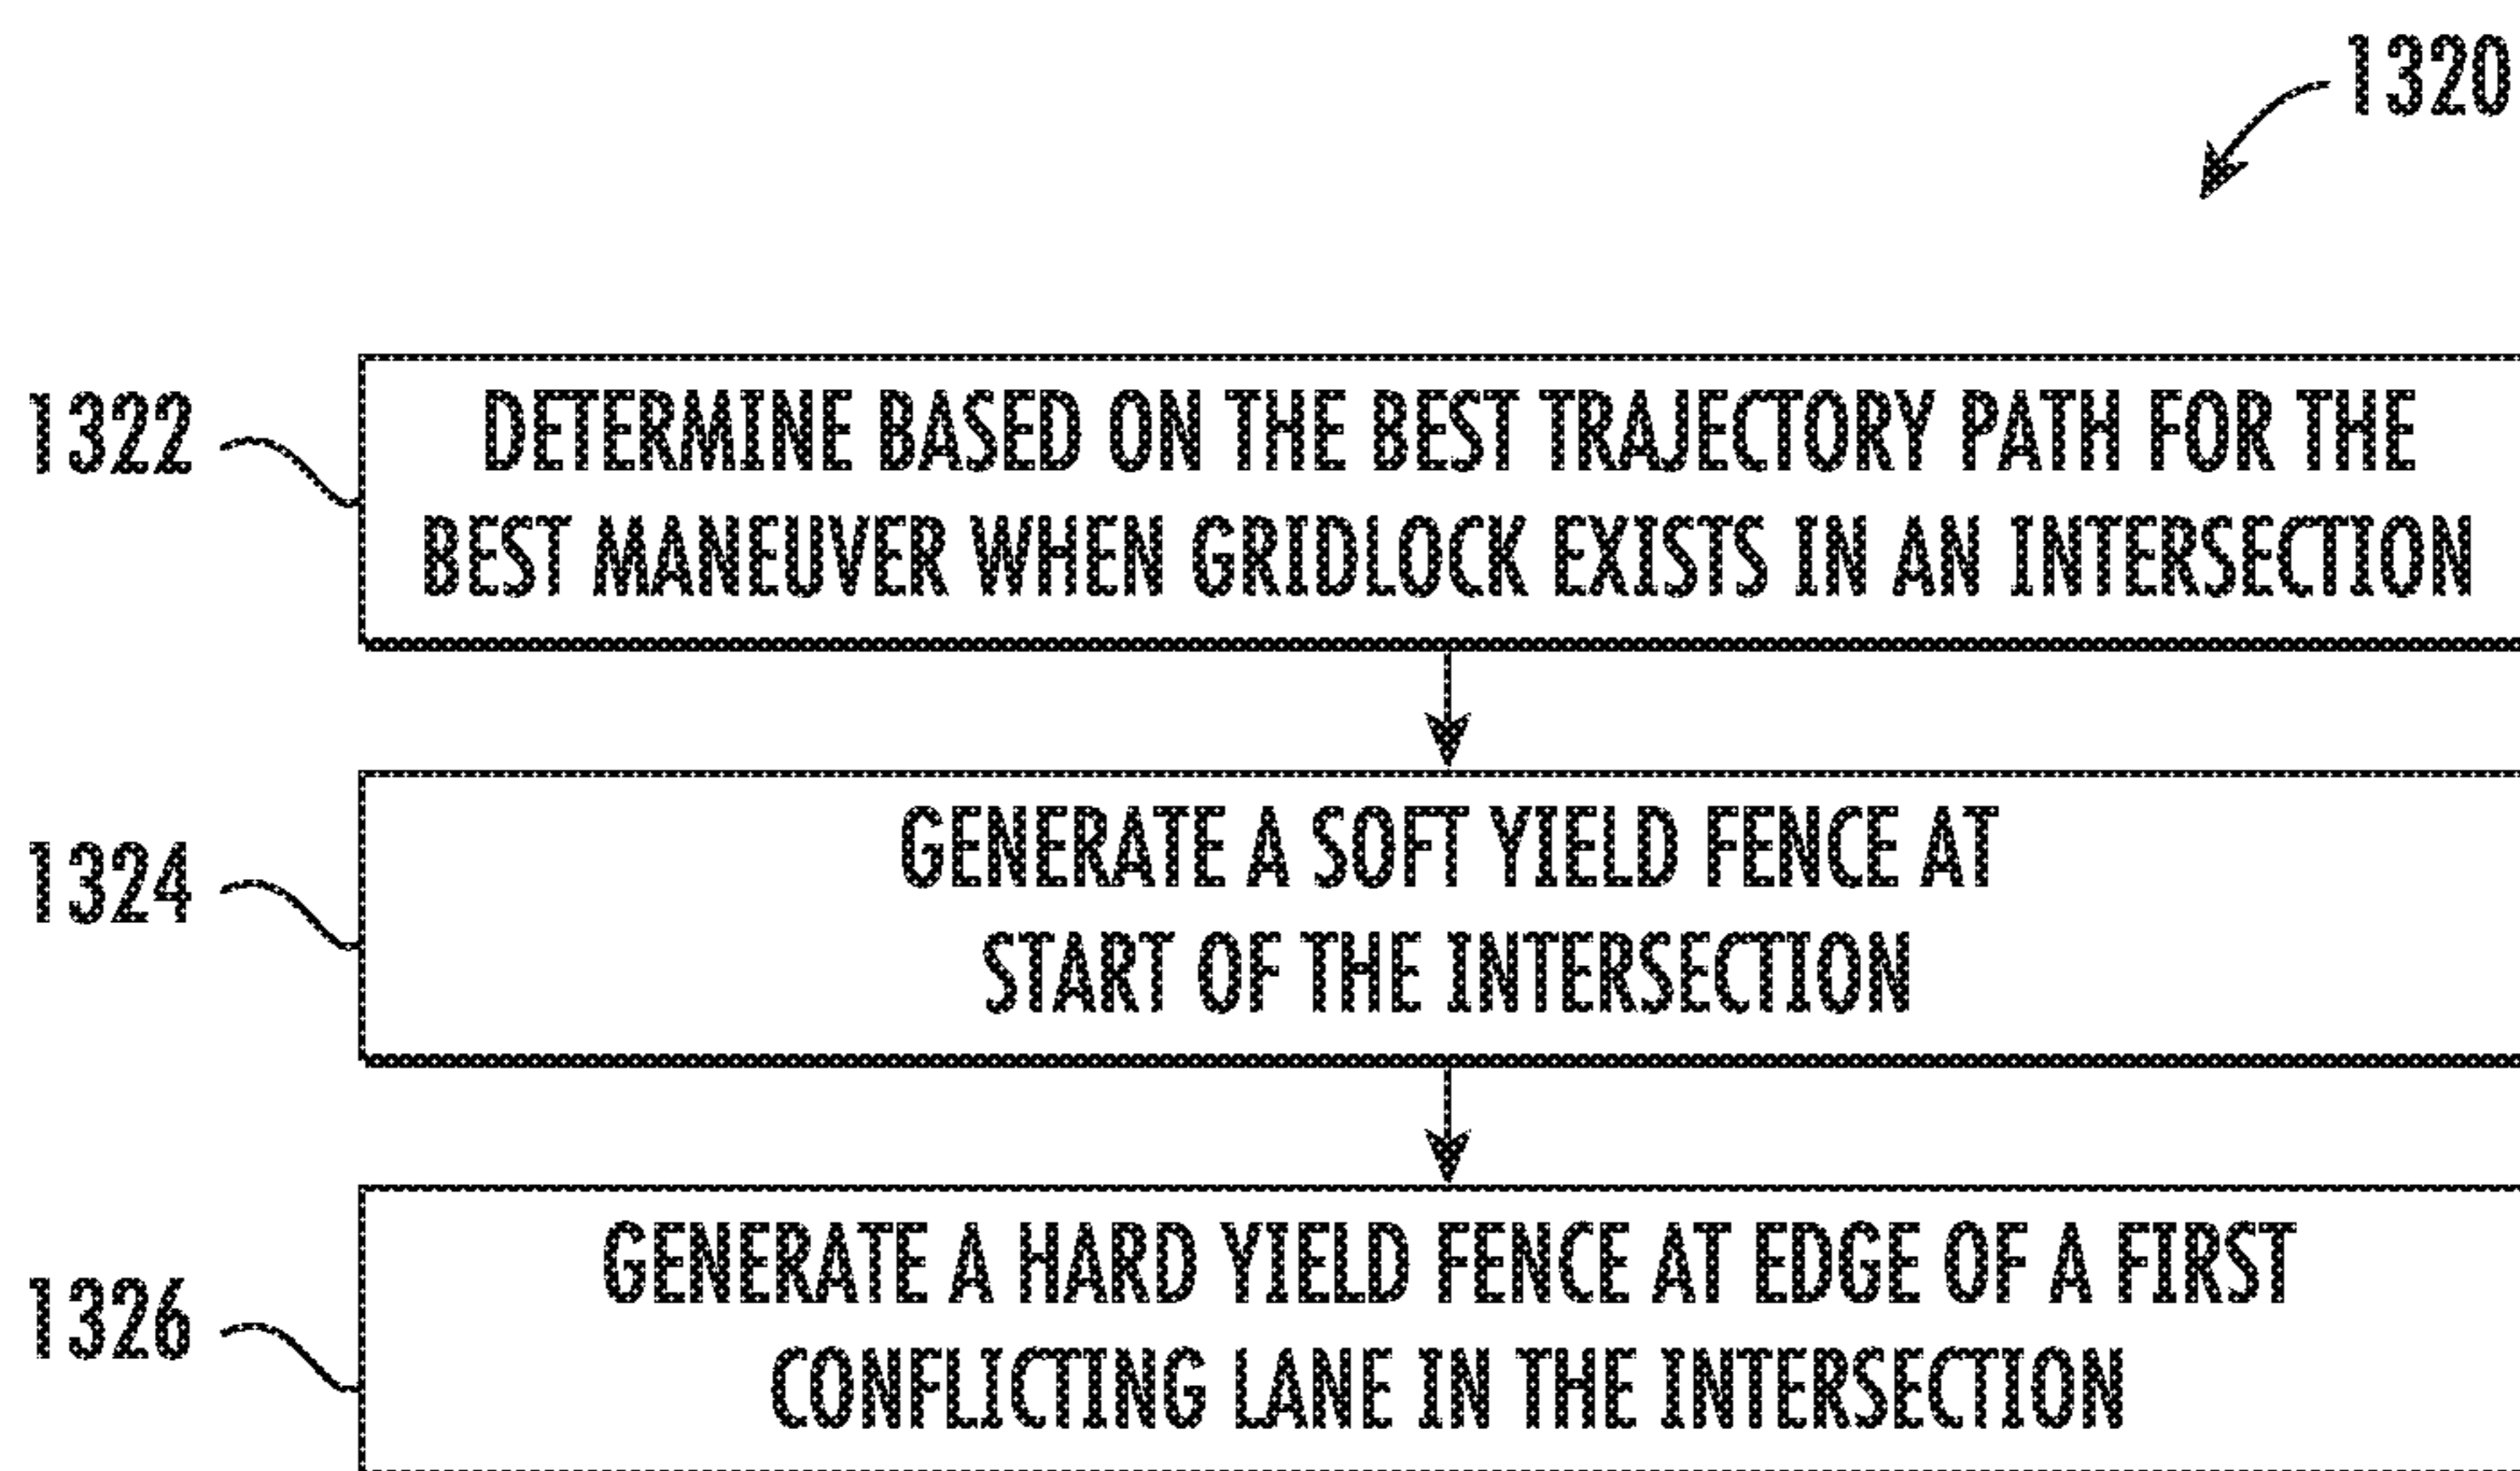 1320
1322
DETERMINE BASED ON THE BEST TRAJECTORY PATH FOR THE
BEST MANEUVER WHEN GRIDLOCK EXISTS IN AN INTERSECTION
1324
GENERATE A SOFT YIELD FENCE AT
START OF THE INTERSECTION
1326
GENERATE A HARD YIELD FENCE AT EDGE OF A FIRST
CONFLICTING LANE IN THE INTERSECTION